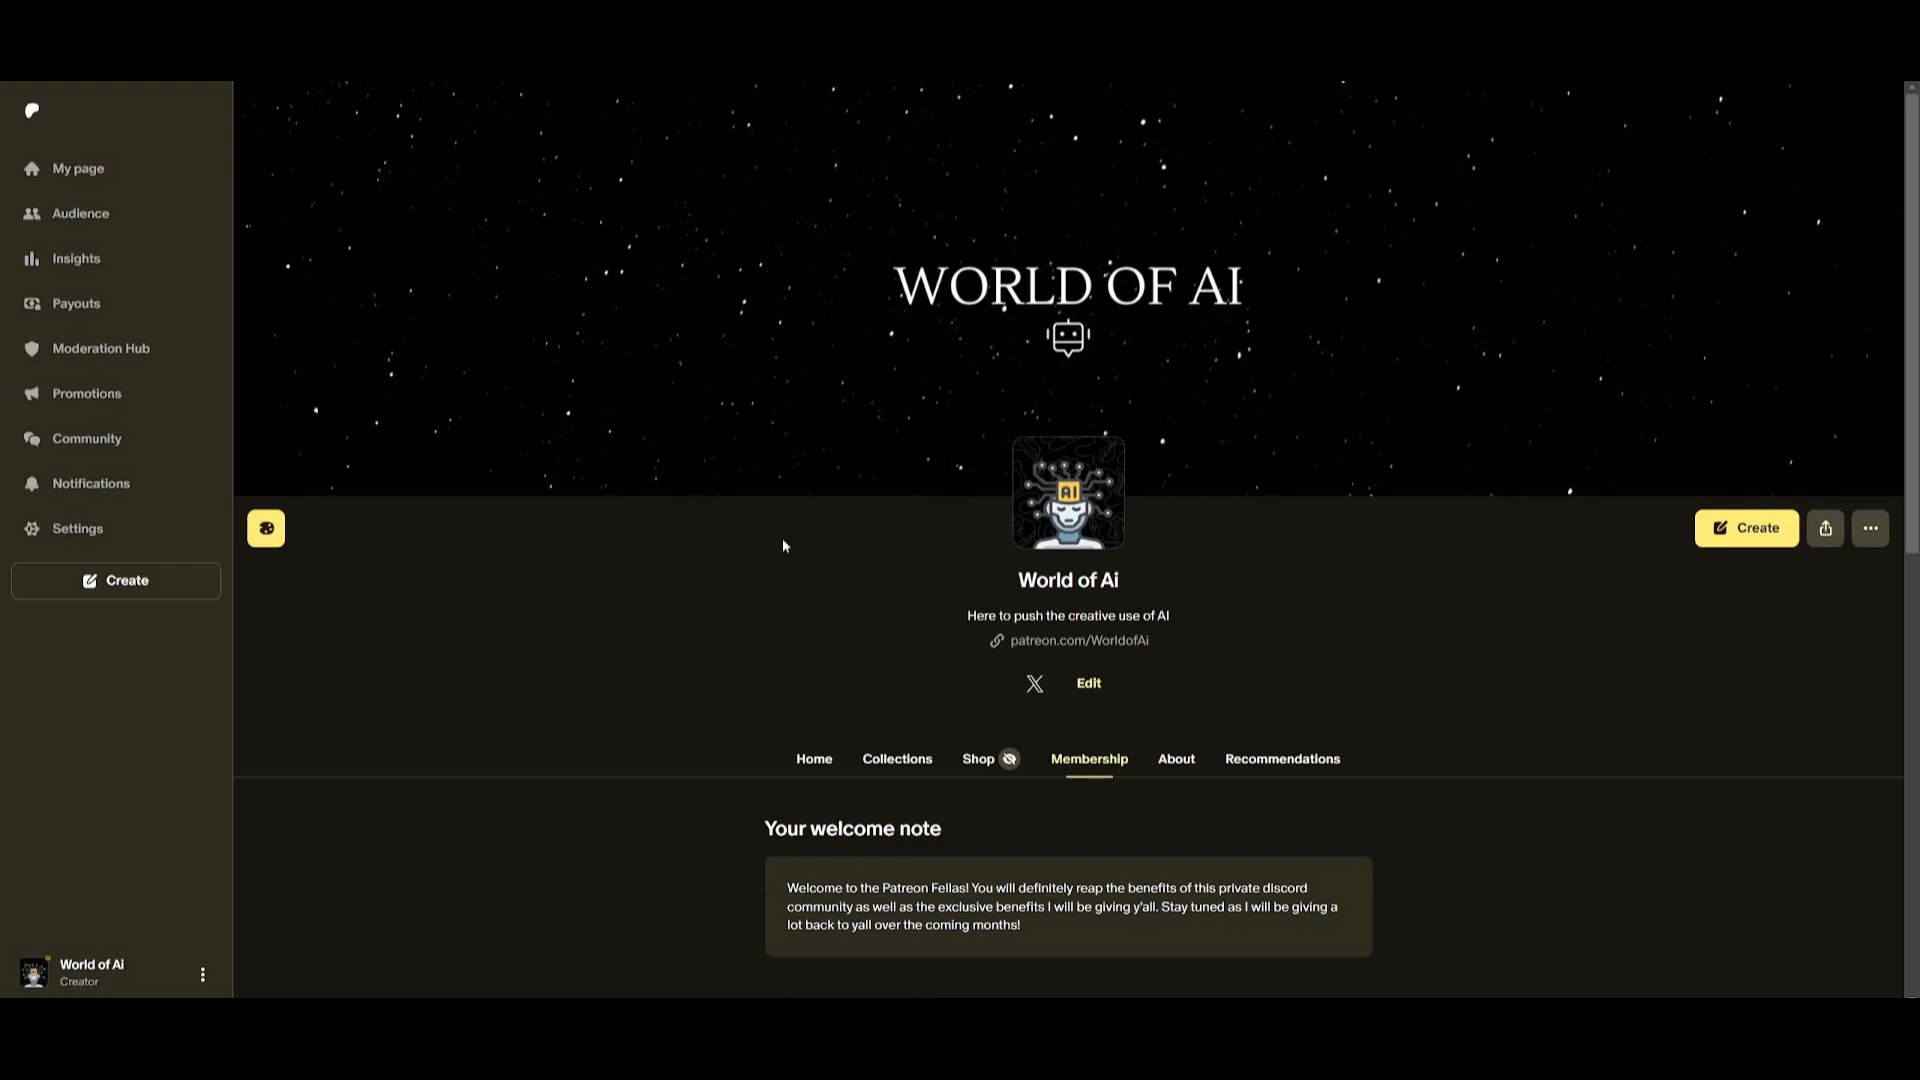 My page
Audience
Insights
Payouts
Moderation Hub
Promotions
Community
Notifications
Settings
Create
World of Ai
Creator
WORLD OF AI
AI
Create
World of Ai
Here to push the creative use of AI
patreon.com/WorldofAi
Edit
Home Collections Shop Membership About Recommendations
Your welcome note
Welcome to the Patreon Fellas! You will definitely reap the benefits of this private discord
community as well as the exclusive benefits I will be giving y'all. Stay tuned as I will be giving a
lot back to yall over the coming months!